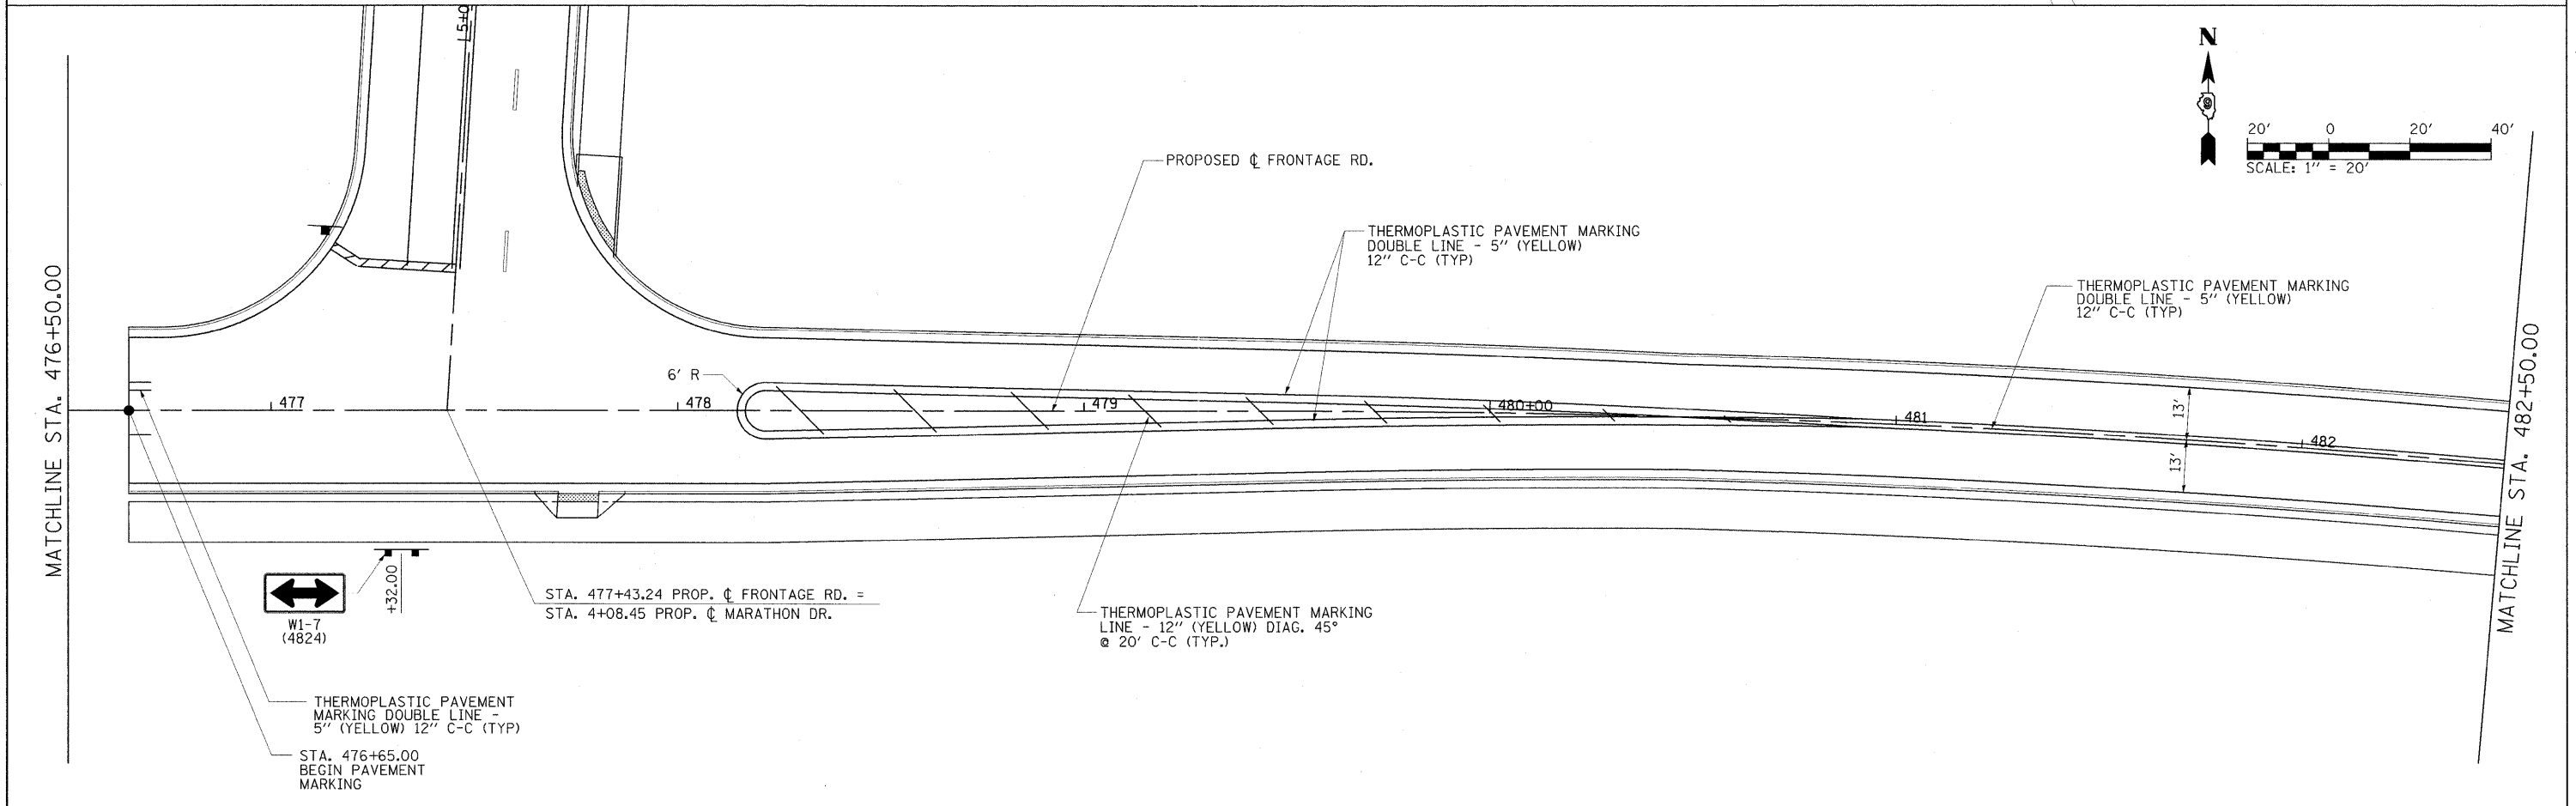 5+0
N
9
20' 0 20' 40'
SCALE: 1" = 20'
PROPOSED ℄ FRONTAGE RD.
THERMOPLASTIC PAVEMENT MARKING
DOUBLE LINE - 5" (YELLOW)
12" C-C (TYP)
THERMOPLASTIC PAVEMENT MARKING
DOUBLE LINE - 5" (YELLOW)
12" C-C (TYP)
MATCHLINE STA. 476+50.00
MATCHLINE STA. 482+50.00
6' R
477
478
479
480+00
481
482
13'
13'
W1-7
(4824)
+32.00
STA. 477+43.24 PROP. ℄ FRONTAGE RD. =
STA. 4+08.45 PROP. ℄ MARATHON DR.
THERMOPLASTIC PAVEMENT MARKING
LINE - 12" (YELLOW) DIAG. 45°
@ 20' C-C (TYP.)
THERMOPLASTIC PAVEMENT
MARKING DOUBLE LINE -
5" (YELLOW) 12" C-C (TYP)
STA. 476+65.00
BEGIN PAVEMENT
MARKING